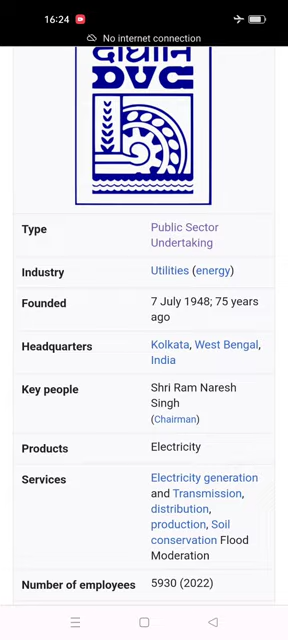 16:24
No internet connection
दाघानि
DVC
Type
Public Sector
Undertaking
Industry
Utilities (energy)
Founded
7 July 1948; 75 years
ago
Headquarters
Kolkata, West Bengal,
India
Key people
Shri Ram Naresh
Singh
(Chairman)
Products
Electricity
Services
Electricity generation
and Transmission,
distribution,
production, Soil
conservation Flood
Moderation
Number of employees
5930 (2022)